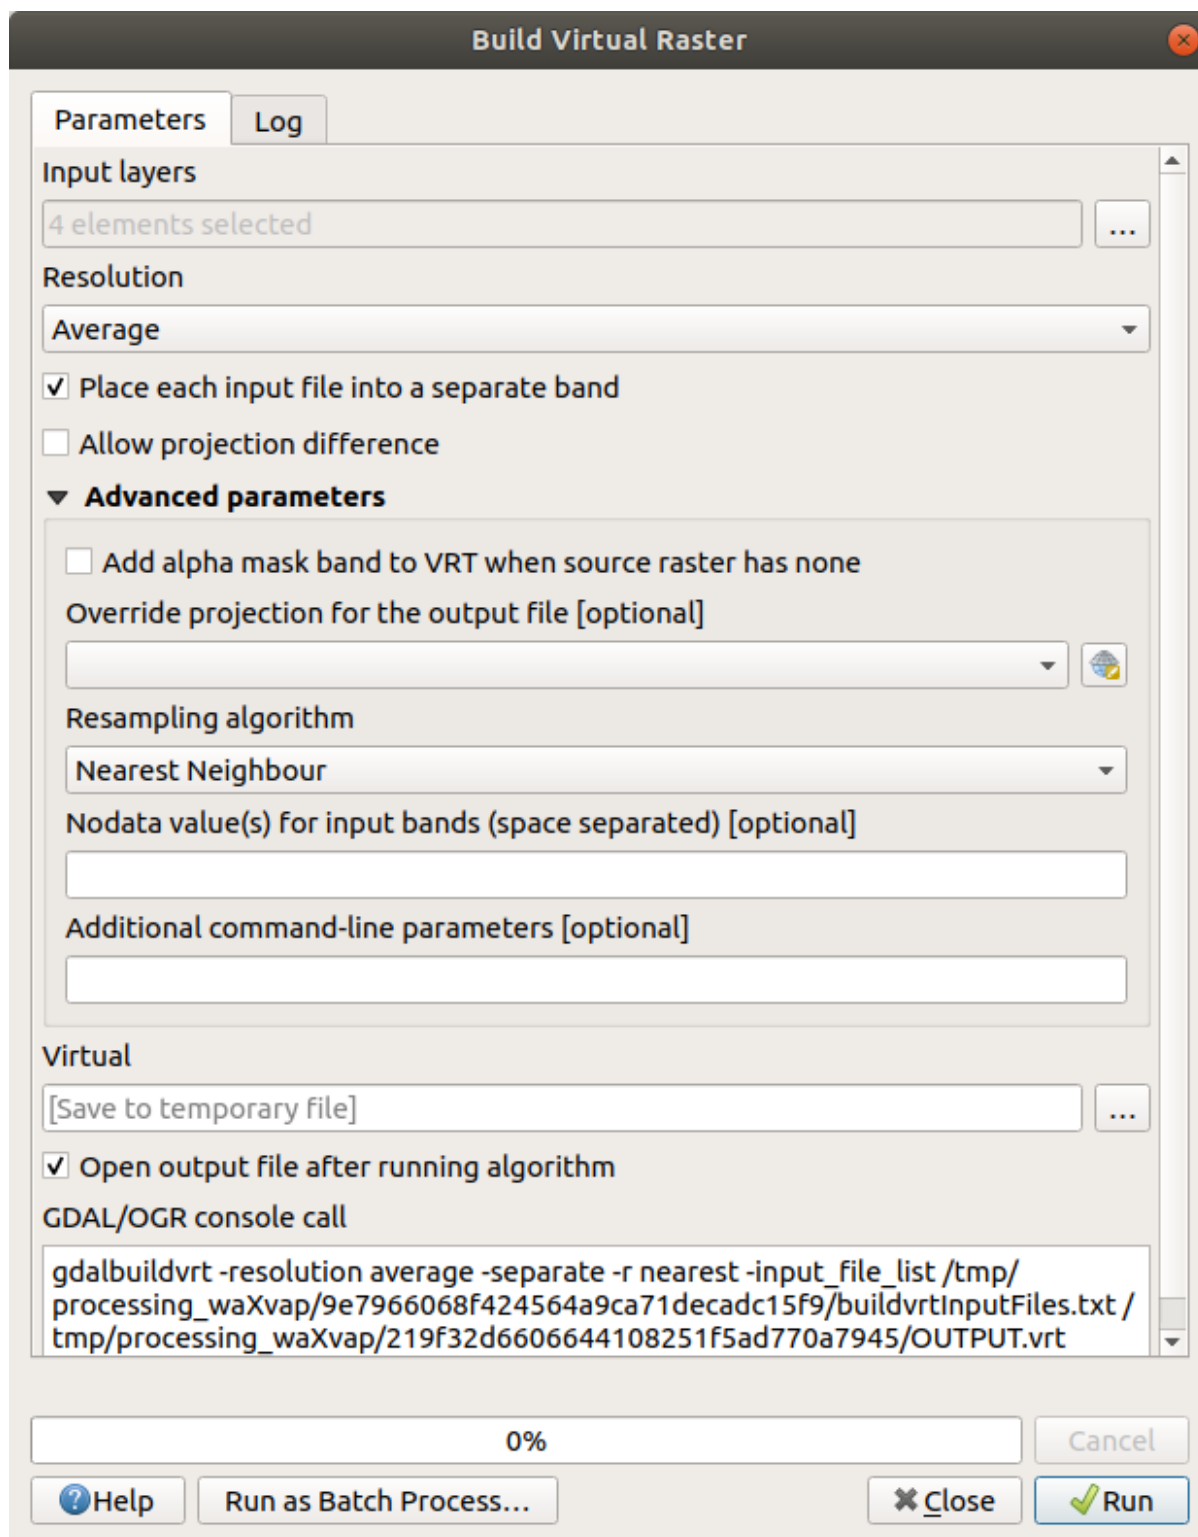 Build Virtual Raster
Parameters
Log
Input layers
4 elements selected
...
Resolution
Average
Place each input file into a separate band
Allow projection difference
Advanced parameters
Add alpha mask band to VRT when source raster has none
Override projection for the output file [optional]
Resampling algorithm
Nearest Neighbour
Nodata value(s) for input bands (space separated) [optional]
Additional command-line parameters [optional]
Virtual
[Save to temporary file]
...
Open output file after running algorithm
GDAL/OGR console call
gdalbuildvrt -resolution average -separate -r nearest -input_file_list /tmp/
processing_waXvap/9e7966068f424564a9ca71decadc15f9/buildvrtInputFiles.txt /
tmp/processing_waXvap/219f32d6606644108251f5ad770a7945/OUTPUT.vrt
0%
Cancel
Help
Run as Batch Process...
Close
Run